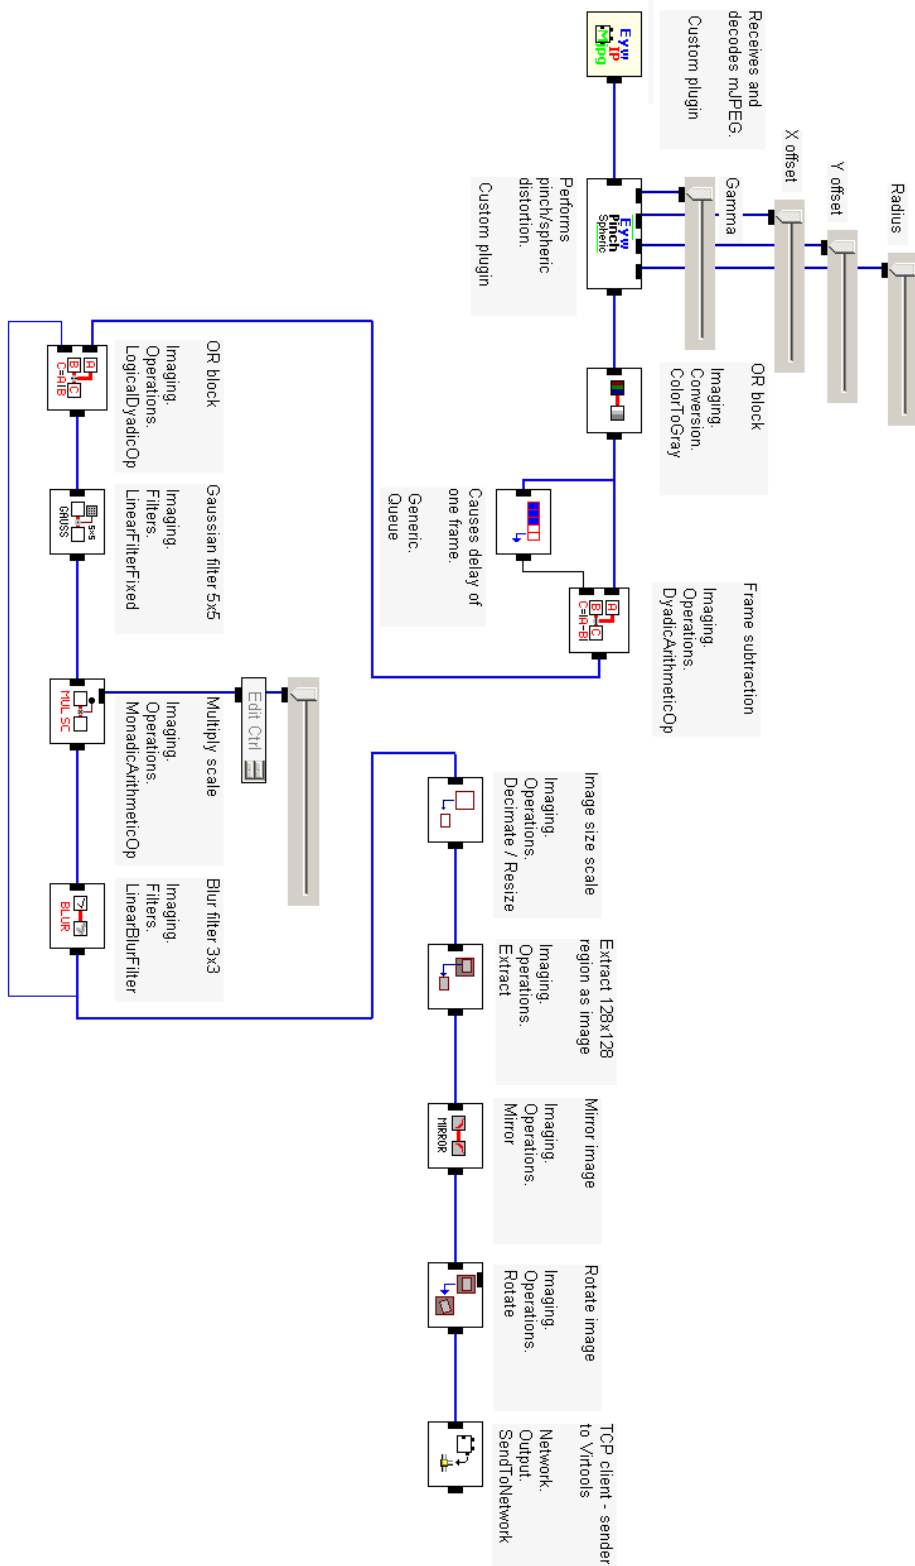 Radius
Y offset
X offset
Gamma
Receives and
decodes mJPEG.
Custom plugin
Eyw
IP
Mjpg
Performs
pinch/spheric
distortion.
Custom plugin
Eyw
Pinch
Spheric
OR block
Imaging.
Conversion.
ColorToGray
Causes delay of
one frame.
Generic.
Queue
Frame subtraction
Imaging.
Operations.
DyadicArithmeticOp
A
B
C
C=|A-B|
OR block
Imaging.
Operations.
LogicalDyadicOp
A
B
C
C=A|B
Gaussian filter 5x5
Imaging.
Filters.
LinearFilterFixed
5x5
GAUSS
Multiply scale
Imaging.
Operations.
MonadicArithmeticOp
MUL SC
Edit Ctrl
Blur filter 3x3
Imaging.
Filters.
LinearBlurFilter
BLUR
Image size scale
Imaging.
Operations.
Decimate / Resize
Extract 128x128
region as image
Imaging.
Operations.
Extract
Mirror image
Imaging.
Operations.
Mirror
MIRROR
Rotate image
Imaging.
Operations.
Rotate
TCP client - sender
to Virtools
Network.
Output.
SendToNetwork